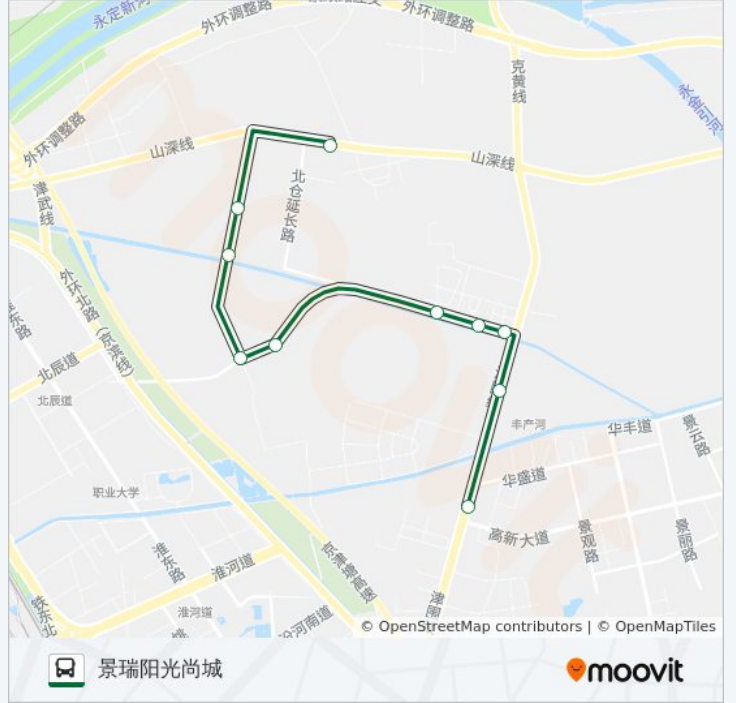 永定新河
外环调整路
外环调整路
克黄线
永金引河
外环调整路
山深线
山深线
津武线
北仓延长路
外环北路(京滨线)
东路
北辰道
北辰道
丰产河
华丰道
景云路
华盛道
职业大学
高新大道
景观路
景丽路
淮东路
淮河道
京津塘高速
淮河道
汾河南道
铁东北
津围
© OpenStreetMap contributors | © OpenMapTiles
景瑞阳光尚城
moovit